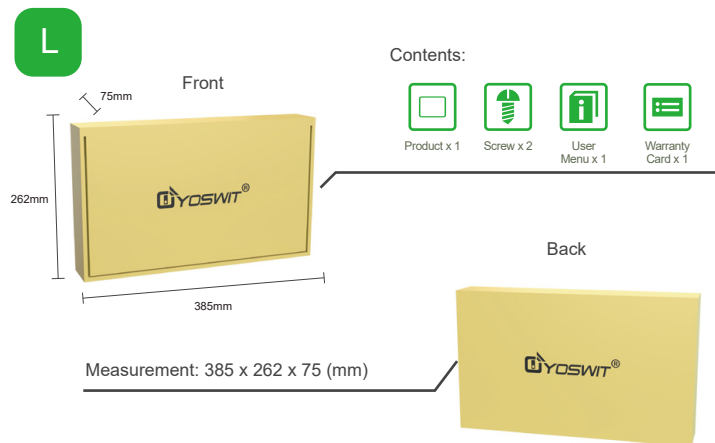 L
Contents:
Front
75mm
Product x 1
Screw x 2
User
Menu x 1
Warranty
Card x 1
262mm
YOSWIT®
385mm
Back
Measurement: 385 x 262 x 75 (mm)
YOSWIT®